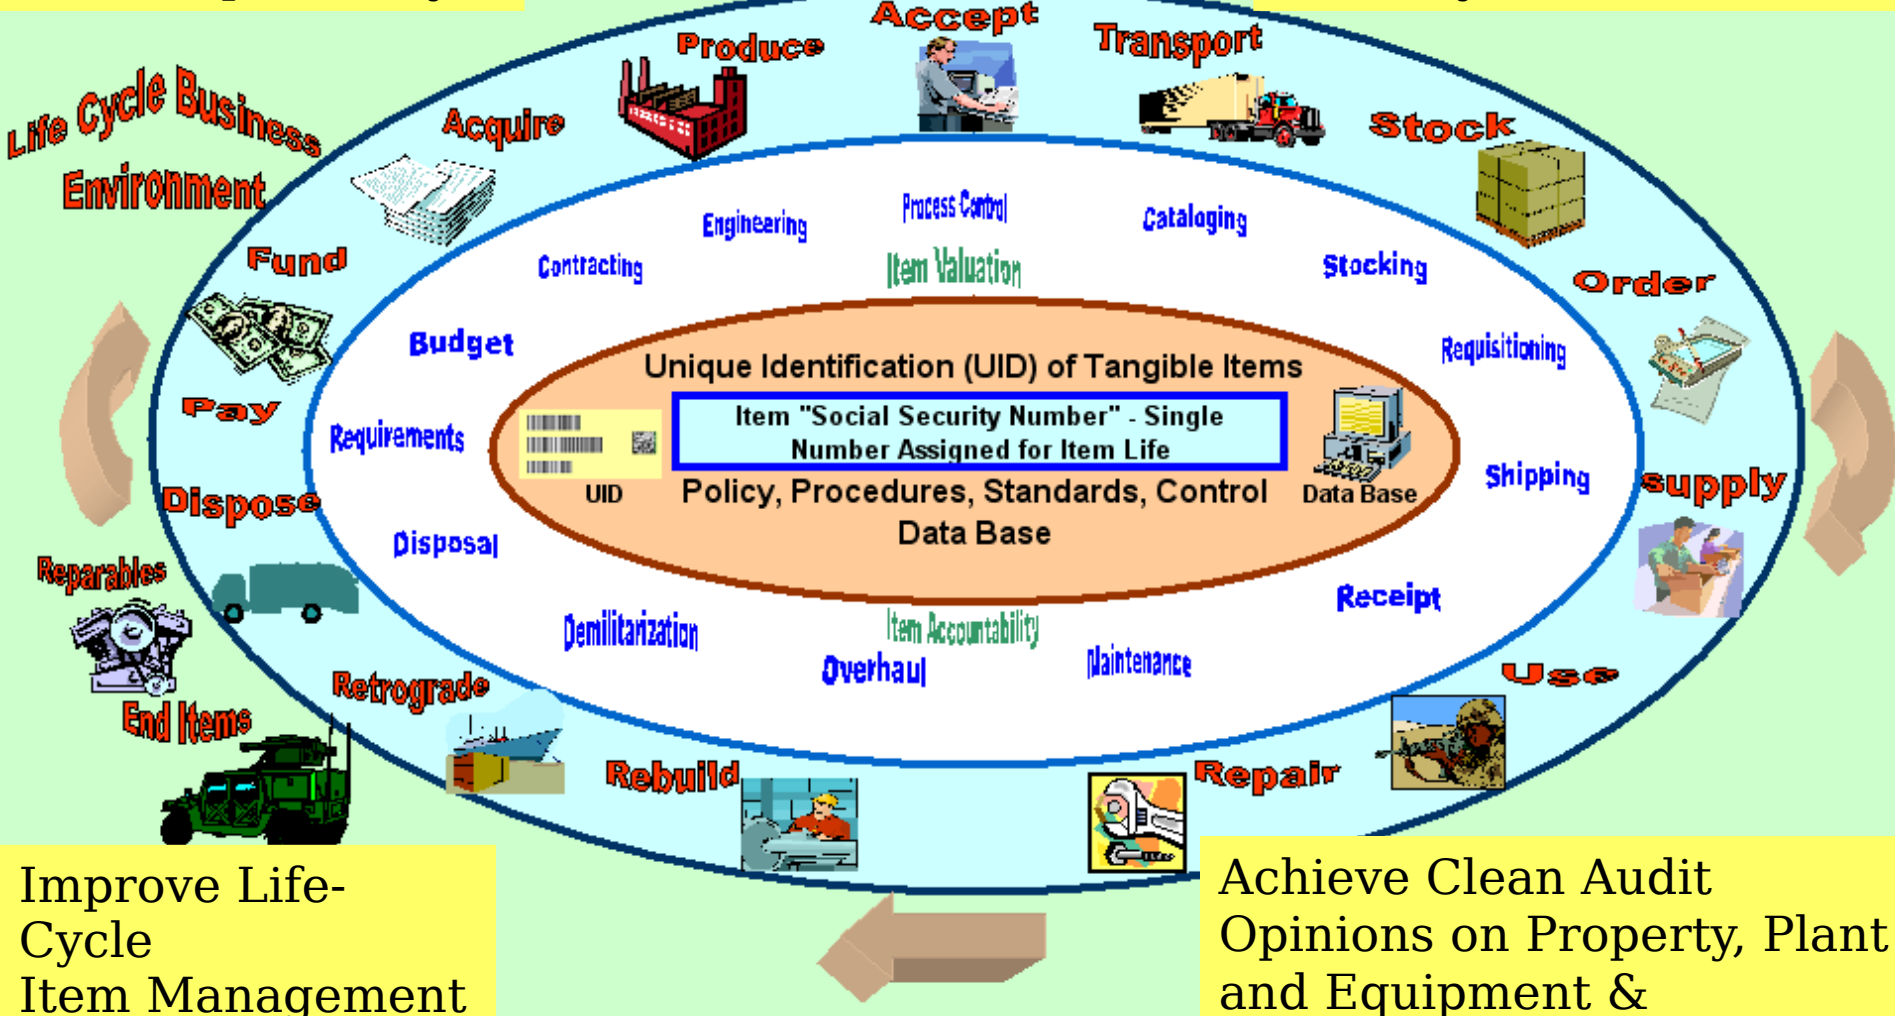 Accept
Produce
Transport
Life Cycle Business
Environment
Acquire
Stock
Fund
Order
Pay
supply
Dispose
Reparables
Use
Retrograde
End Items
Rebuild
Repair
Process Control
Engineering
Cataloging
Contracting
Item Valuation
Stocking
Budget
Requisitioning
Requirements
Shipping
Disposal
Receipt
Demilitarization
Item Accountability
Overhaul
Maintenance
Unique Identification (UID) of Tangible Items
Item "Social Security Number" - Single
Number Assigned for Item Life
UID
Policy, Procedures, Standards, Control
Data Base
Data Base
Improve Life-
Cycle
Item Management
Achieve Clean Audit
Opinions on Property, Plant
and Equipment &